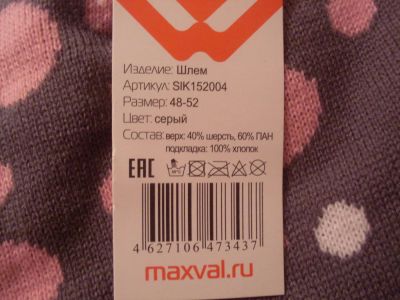 Изделие: Шлем
Артикул: SIK152004
Размер: 48-52
Цвет: серый
Состав: верх: 40% шерсть, 60% ПАН
подкладка: 100% хлопок
EAC
4 627106 473437
maxval.ru